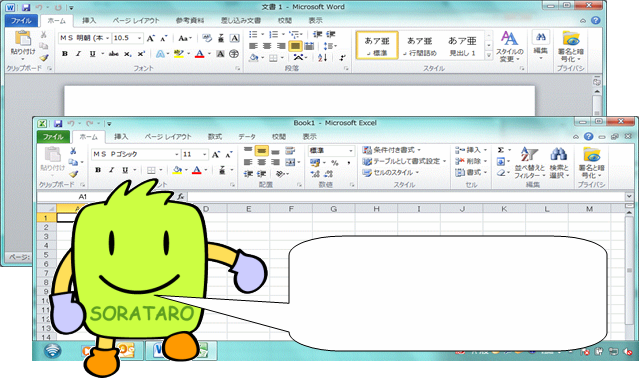 文書 1 - Microsoft Word
ファイル ホーム 挿入 ページ レイアウト 参考資料 差し込み文書 校閲 表示
貼り付け
ＭＳ 明朝 (本 10.5
あア亜 あア亜 あア亜
標準 行間詰め 見出し 1
スタイルの変更
編集
署名と暗号化
クリップボード フォント 段落 スタイル プライバシ
Book1 - Microsoft Excel
ファイル ホーム 挿入 ページ レイアウト 数式 データ 校閲 表示
貼り付け
ＭＳ Ｐゴシック 11
標準
条件付き書式
テーブルとして書式設定
セルのスタイル
挿入
削除
書式
並べ替えとフィルター
検索と選択
署名と暗号化
クリップボード フォント 配置 数値 スタイル セル 編集 プライバシ
A1
D E F G H I J K L M
1
2
3
4
5
6
7
8
9
10
11
12
13
14
ページ:
SORATARO